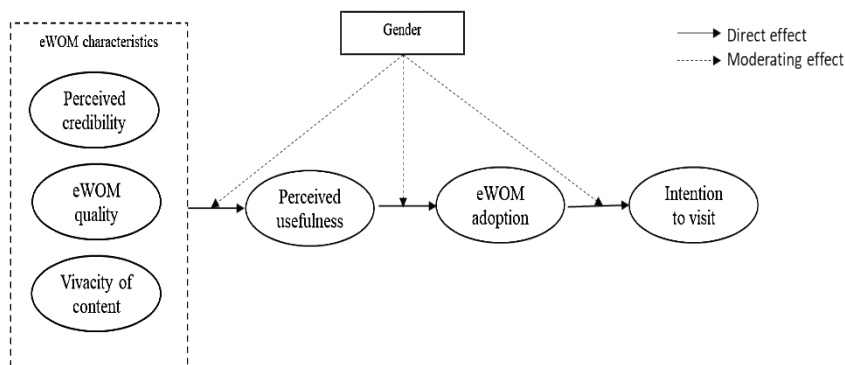 eWOM characteristics
Perceived
credibility
eWOM
quality
Vivacity of
content
Gender
Perceived
usefulness
eWOM
adoption
Intention
to visit
Direct effect
Moderating effect